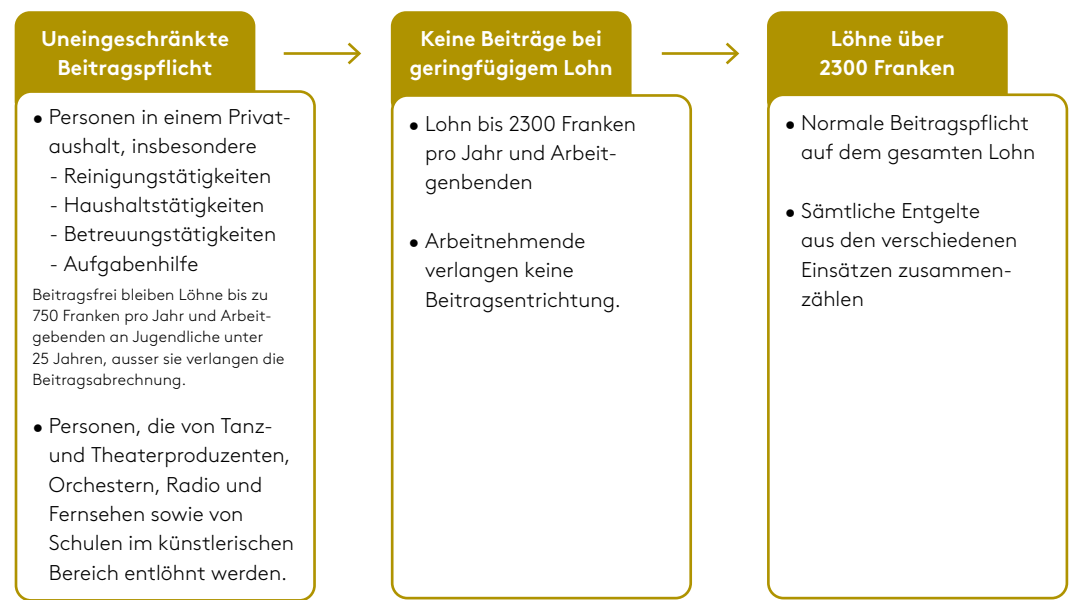 Uneingeschränkte
Beitragspflicht
• Personen in einem Privat-
aushalt, insbesondere
- Reinigungstätigkeiten
- Haushaltstätigkeiten
- Betreuungstätigkeiten
- Aufgabenhilfe
Beitragsfrei bleiben Löhne bis zu
750 Franken pro Jahr und Arbeit-
gebenden an Jugendliche unter
25 Jahren, ausser sie verlangen die
Beitragsabrechnung.
• Personen, die von Tanz-
und Theaterproduzenten,
Orchestern, Radio und
Fernsehen sowie von
Schulen im künstlerischen
Bereich entlöhnt werden.
Keine Beiträge bei
geringfügigem Lohn
• Lohn bis 2300 Franken
pro Jahr und Arbeit-
genbenden
• Arbeitnehmende
verlangen keine
Beitragsentrichtung.
Löhne über
2300 Franken
• Normale Beitragspflicht
auf dem gesamten Lohn
• Sämtliche Entgelte
aus den verschiedenen
Einsätzen zusammen-
zählen